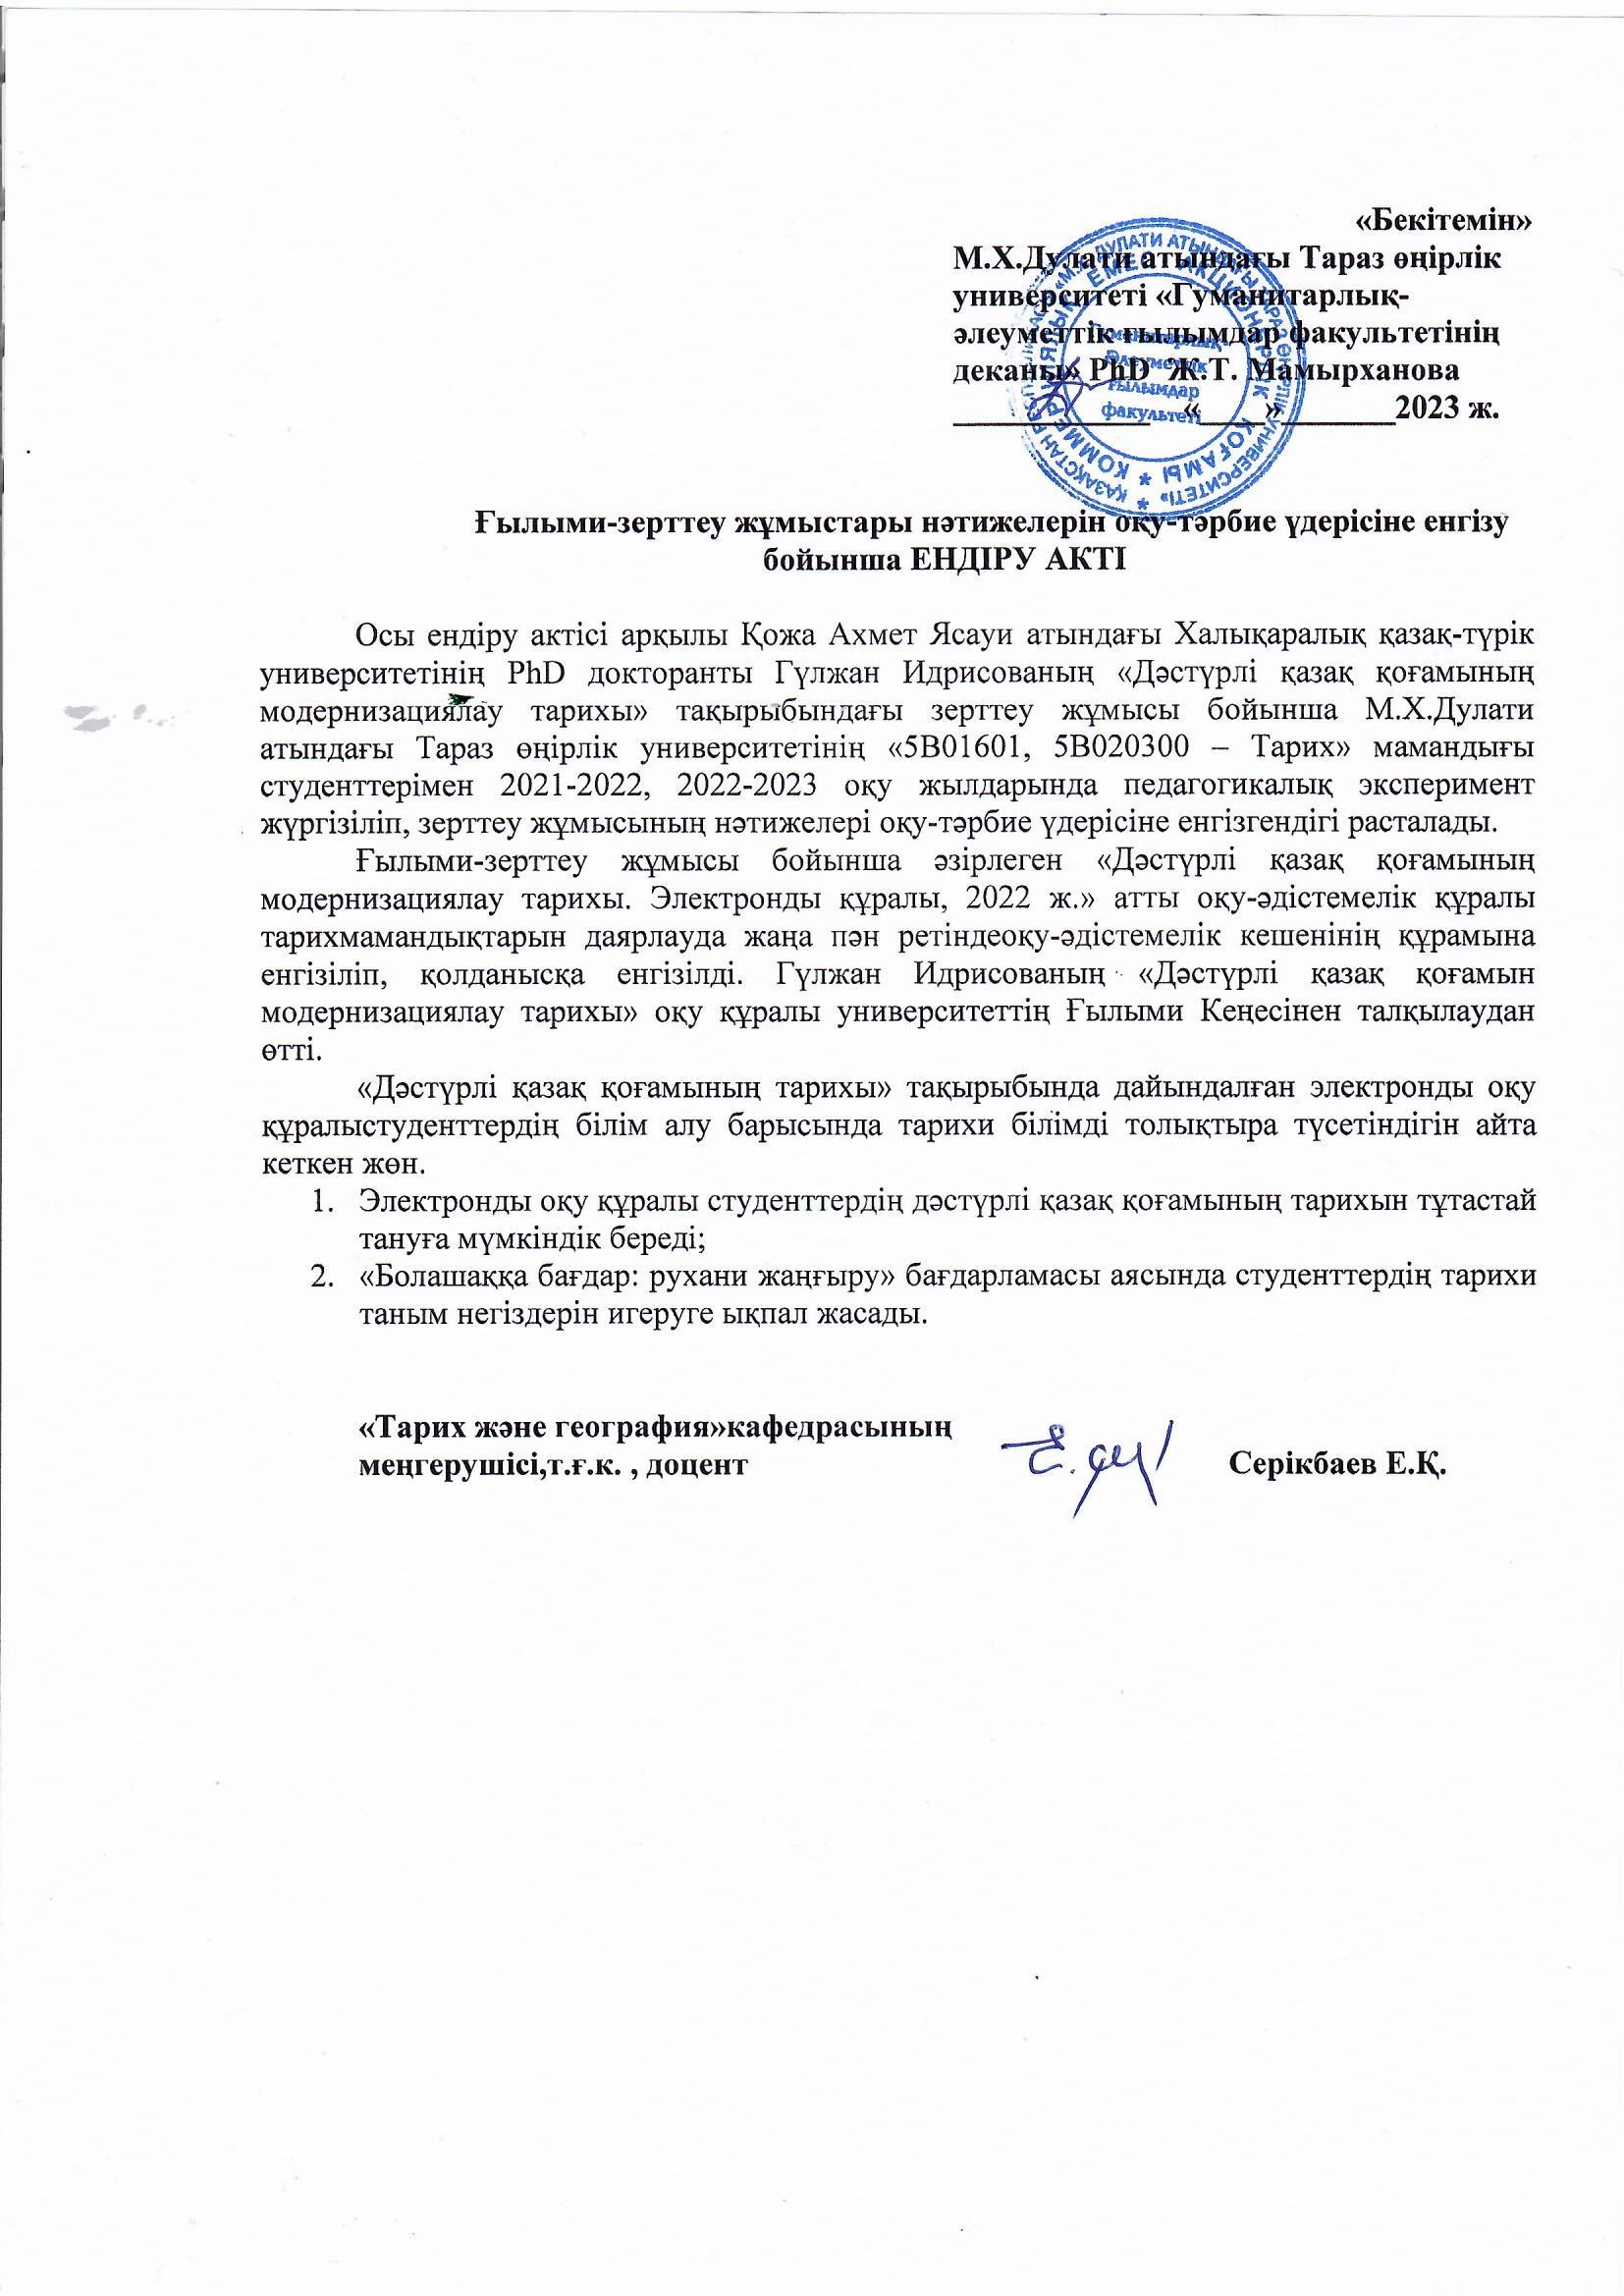 «Бекітемін»
М.Х.Дулати атындағы Тараз өңірлік
университеті «Гуманитарлық-
әлеуметтік ғылымдар факультетінің
деканы» PhD Ж.Т. Мамырханова
____________ «____»_______2023 ж.
Гуманитарлық-
әлеуметтік
ғылымдар
факультеті
Ғылыми-зерттеу жұмыстары нәтижелерін оқу-тәрбие үдерісіне енгізу
бойынша ЕНДІРУ АКТІ
Осы ендіру актісі арқылы Қожа Ахмет Ясауи атындағы Халықаралық қазақ-түрік
университетінің PhD докторанты Гүлжан Идрисованың «Дәстүрлі қазақ қоғамының
модернизациялау тарихы» тақырыбындағы зерттеу жұмысы бойынша М.Х.Дулати
атындағы Тараз өңірлік университетінің «5В01601, 5В020300 – Тарих» мамандығы
студенттерімен 2021-2022, 2022-2023 оқу жылдарында педагогикалық эксперимент
жүргізіліп, зерттеу жұмысының нәтижелері оқу-тәрбие үдерісіне енгізгендігі расталады.
Ғылыми-зерттеу жұмысы бойынша әзірлеген «Дәстүрлі қазақ қоғамының
модернизациялау тарихы. Электронды құралы, 2022 ж.» атты оқу-әдістемелік құралы
тарихмамандықтарын даярлауда жаңа пән ретіндеоқу-әдістемелік кешенінің құрамына
енгізіліп, қолданысқа енгізілді. Гүлжан Идрисованың «Дәстүрлі қазақ қоғамын
модернизациялау тарихы» оқу құралы университеттің Ғылыми Кеңесінен талқылаудан
өтті.
«Дәстүрлі қазақ қоғамының тарихы» тақырыбында дайындалған электронды оқу
құралыстуденттердің білім алу барысында тарихи білімді толықтыра түсетіндігін айта
кеткен жөн.
1. Электронды оқу құралы студенттердің дәстүрлі қазақ қоғамының тарихын тұтастай
тануға мүмкіндік береді;
2. «Болашаққа бағдар: рухани жаңғыру» бағдарламасы аясында студенттердің тарихи
таным негіздерін игеруге ықпал жасады.
«Тарих және география»кафедрасының
меңгерушісі,т.ғ.к. , доцент Серікбаев Е.Қ.